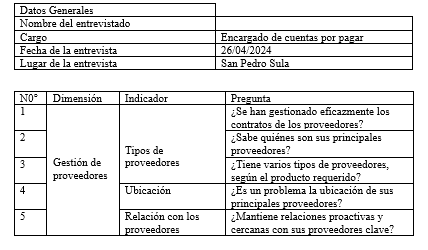 Datos Generales
Nombre del entrevistado
Cargo Encargado de cuentas por pagar
Fecha de la entrevista 26/04/2024
Lugar de la entrevista San Pedro Sula
N0° Dimensión Indicador Pregunta
1 ¿Se han gestionado eficazmente los
contratos de los proveedores?
2 ¿Sabe quiénes son sus principales
proveedores?
3 ¿Tiene varios tipos de proveedores,
según el producto requerido?
Gestión de
proveedores
Tipos de
proveedores
4 Ubicación ¿Es un problema la ubicación de sus
principales proveedores?
5 Relación con los
proveedores
¿Mantiene relaciones proactivas y
cercanas con sus proveedores clave?